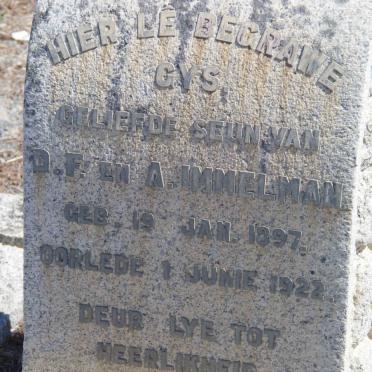 HIER LÊ BEGRAWE
GYS
GELIEFDE SEUN VAN
D. F. EN A. IMMELMAN
GEB. 19 JAN. 1897.
OORLEDE 1 JUNIE 1922.
DEUR LYE TOT
HEERLIKHEID